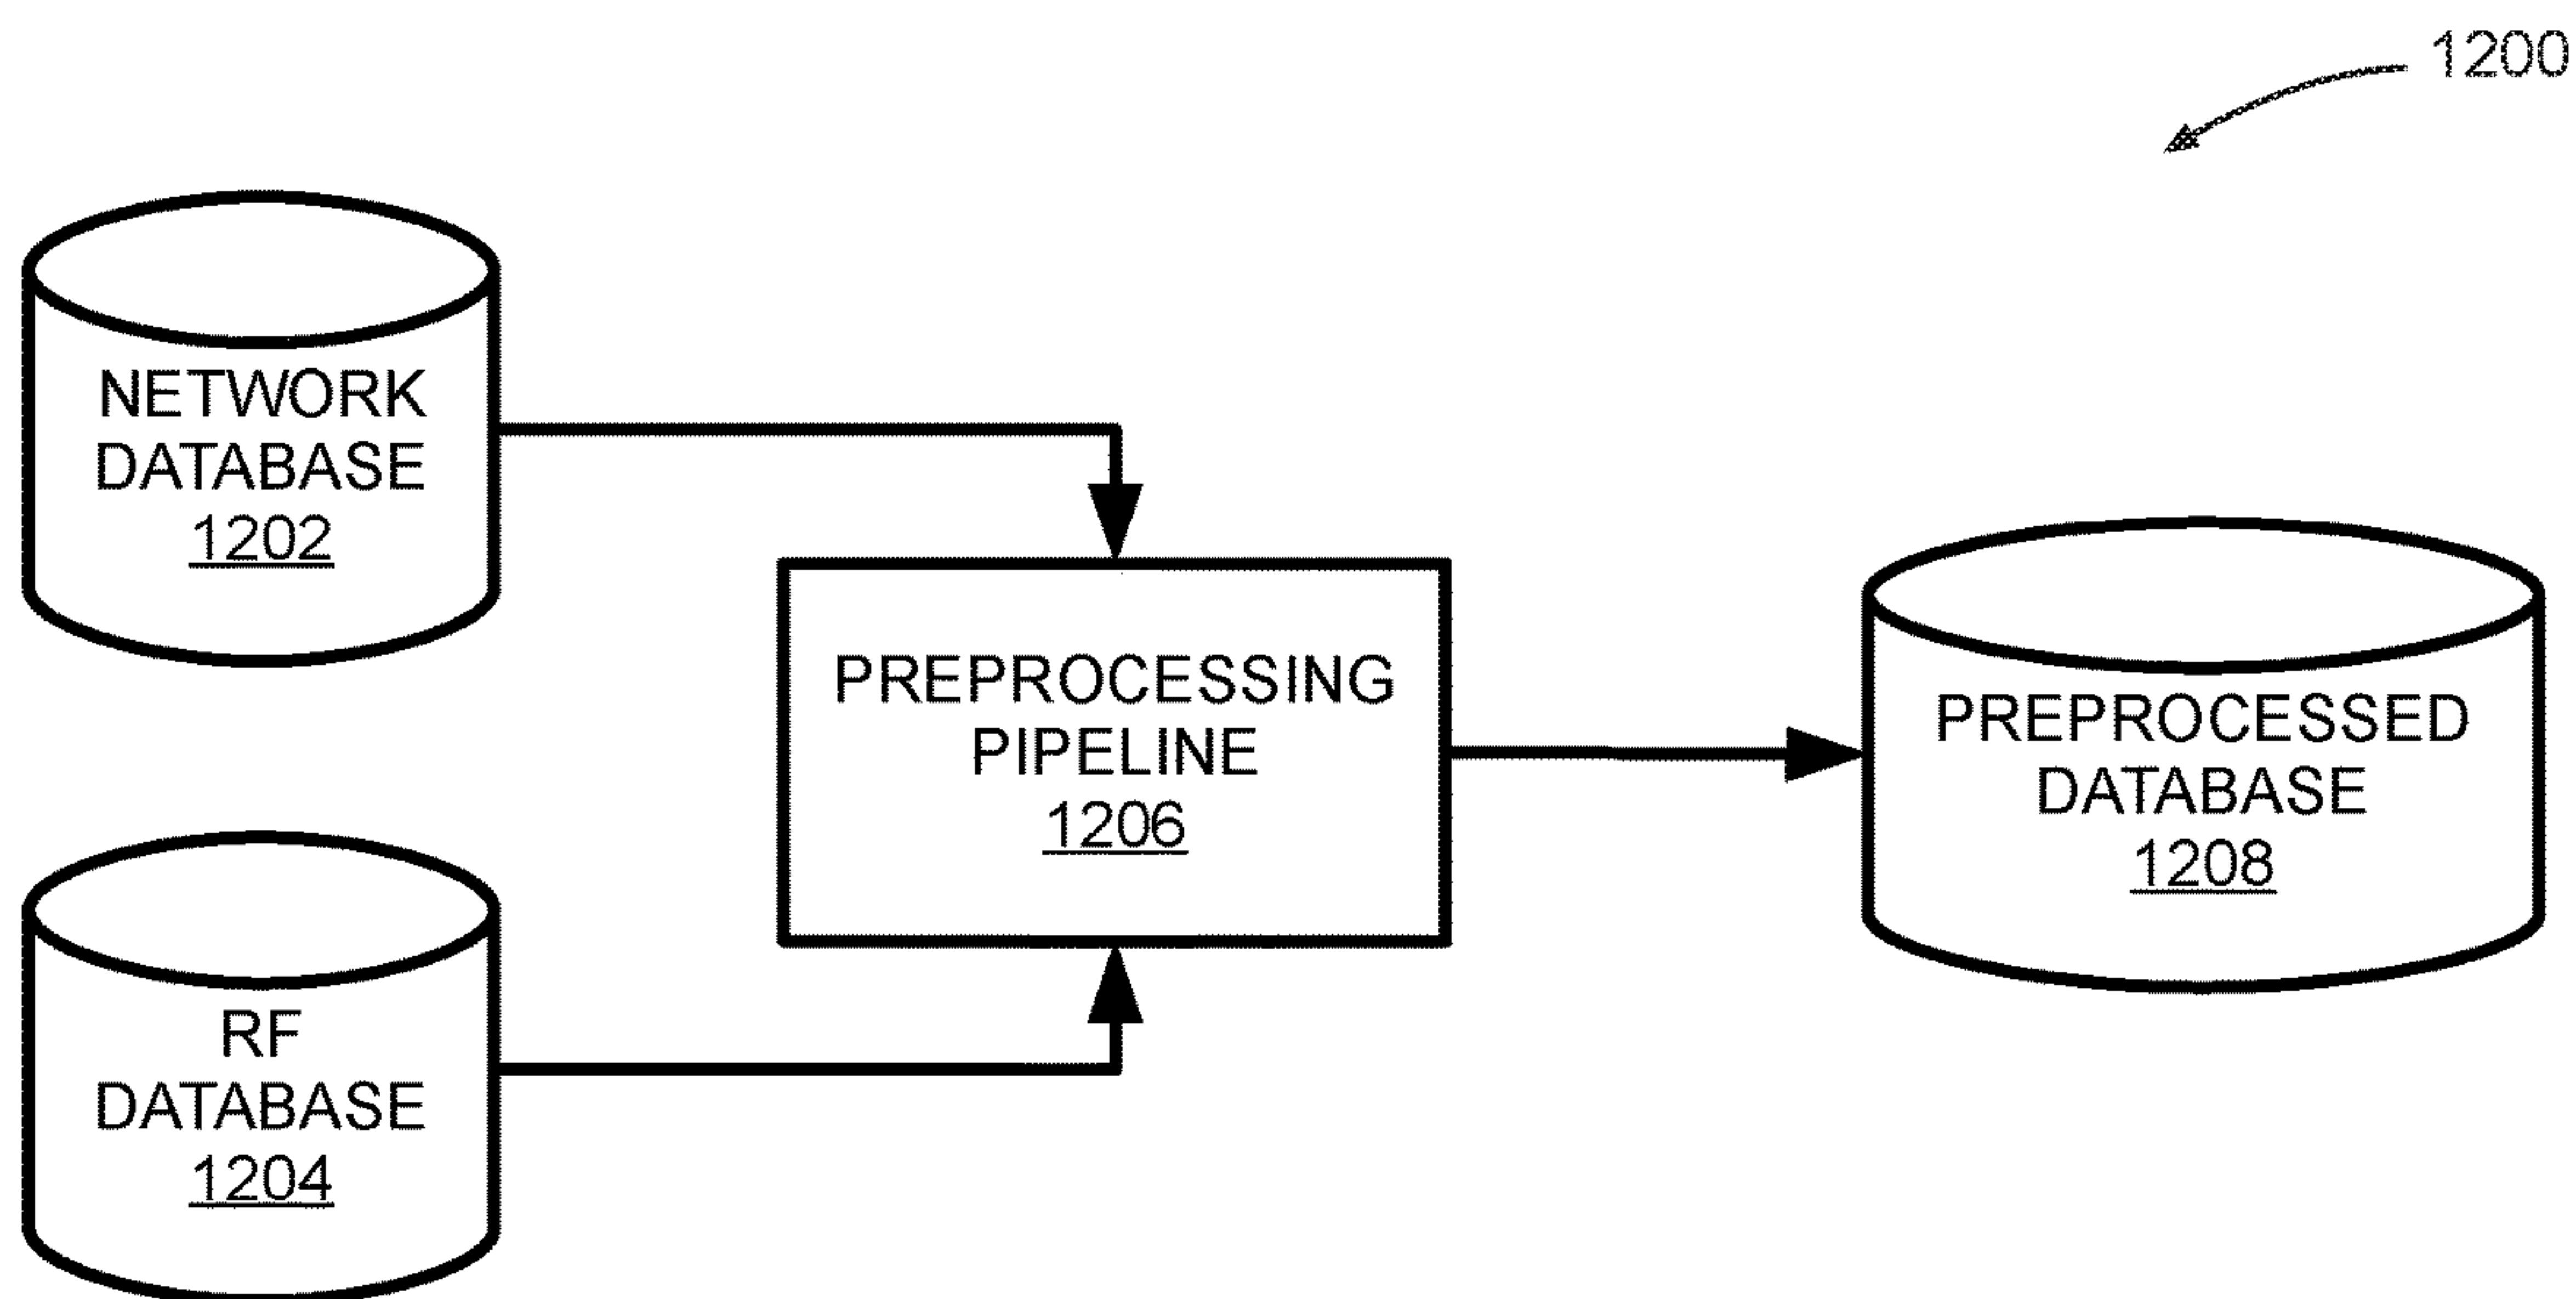 1200
NETWORK
DATABASE
1202
PREPROCESSING
PIPELINE
1206
PREPROCESSED
DATABASE
1208
RF
DATABASE
1204